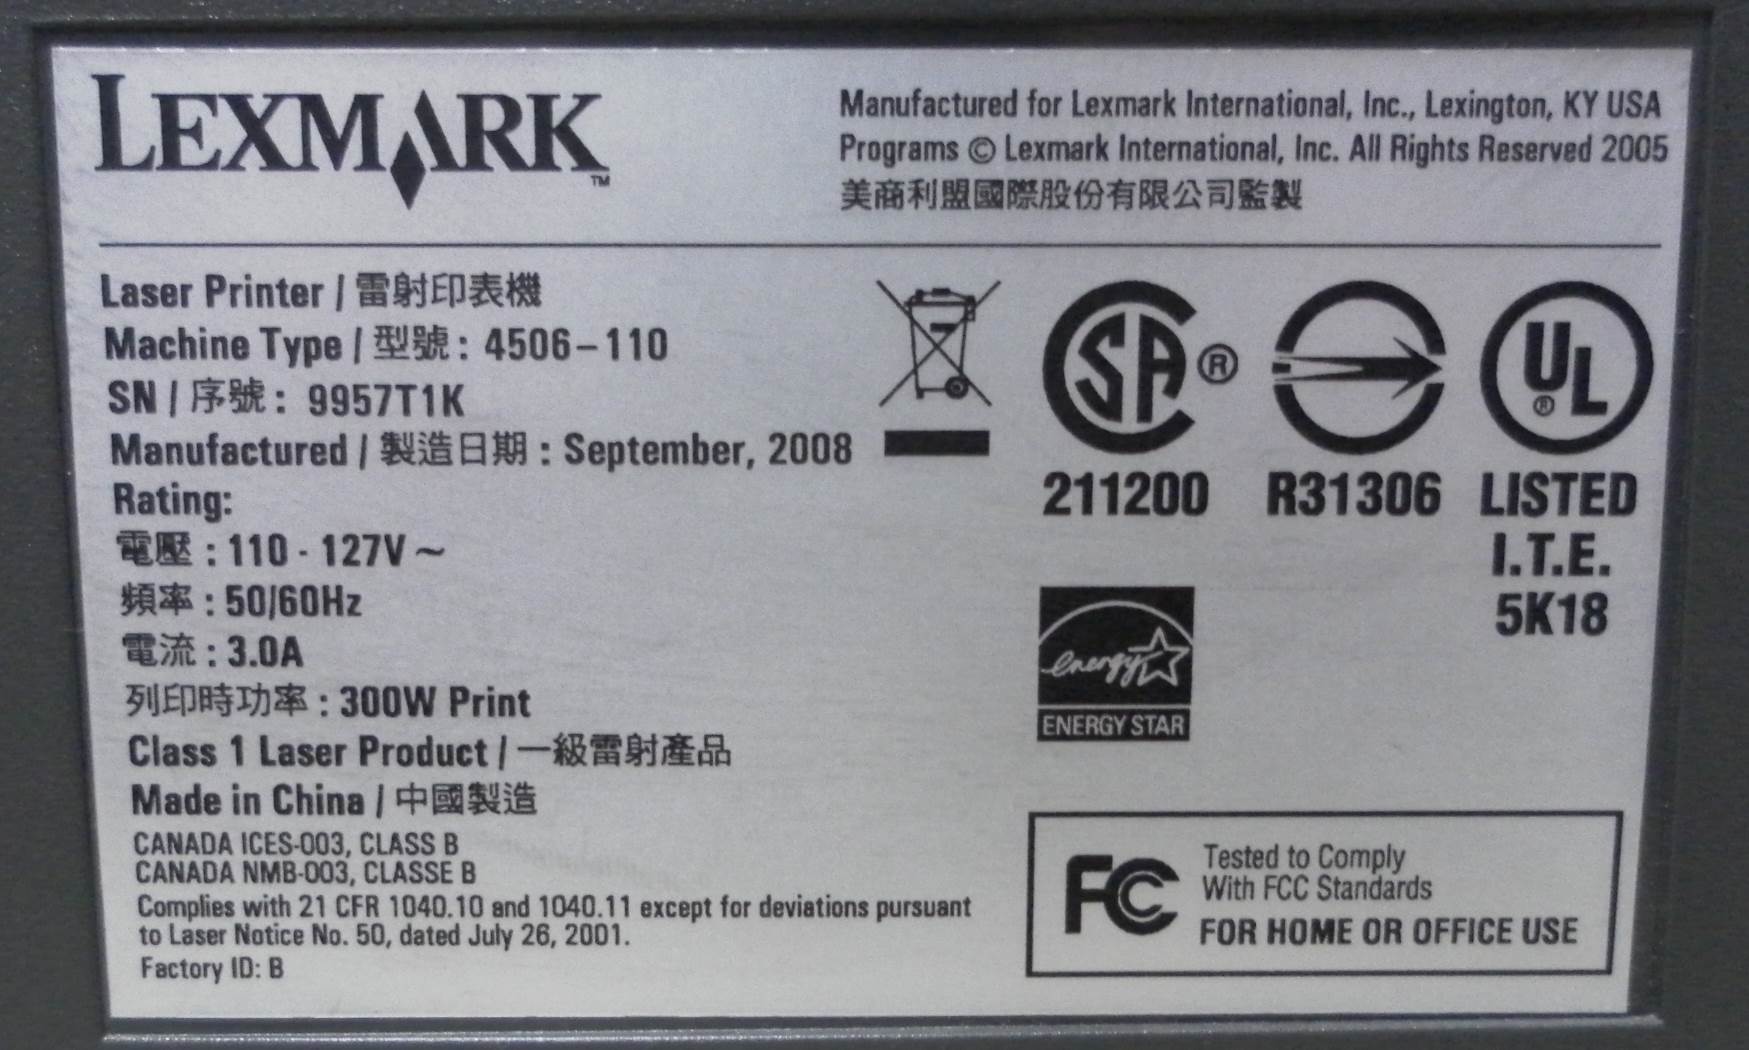 LEXMARK™
Manufactured for Lexmark International, Inc., Lexington, KY USA
Programs © Lexmark International, Inc. All Rights Reserved 2005
美商利盟國際股份有限公司監製
Laser Printer / 雷射印表機
Machine Type / 型號: 4506-110
SN / 序號: 9957T1K
Manufactured / 製造日期: September, 2008
Rating:
電壓: 110 - 127V ~
頻率: 50/60Hz
電流: 3.0A
列印時功率: 300W Print
Class 1 Laser Product / 一級雷射產品
Made in China / 中國製造
CANADA ICES-003, CLASS B
CANADA NMB-003, CLASSE B
Complies with 21 CFR 1040.10 and 1040.11 except for deviations pursuant
to Laser Notice No. 50, dated July 26, 2001.
Factory ID: B
SA®
211200
R31306
UL®
LISTED
I.T.E.
5K18
energy
ENERGY STAR
FC
Tested to Comply
With FCC Standards
FOR HOME OR OFFICE USE